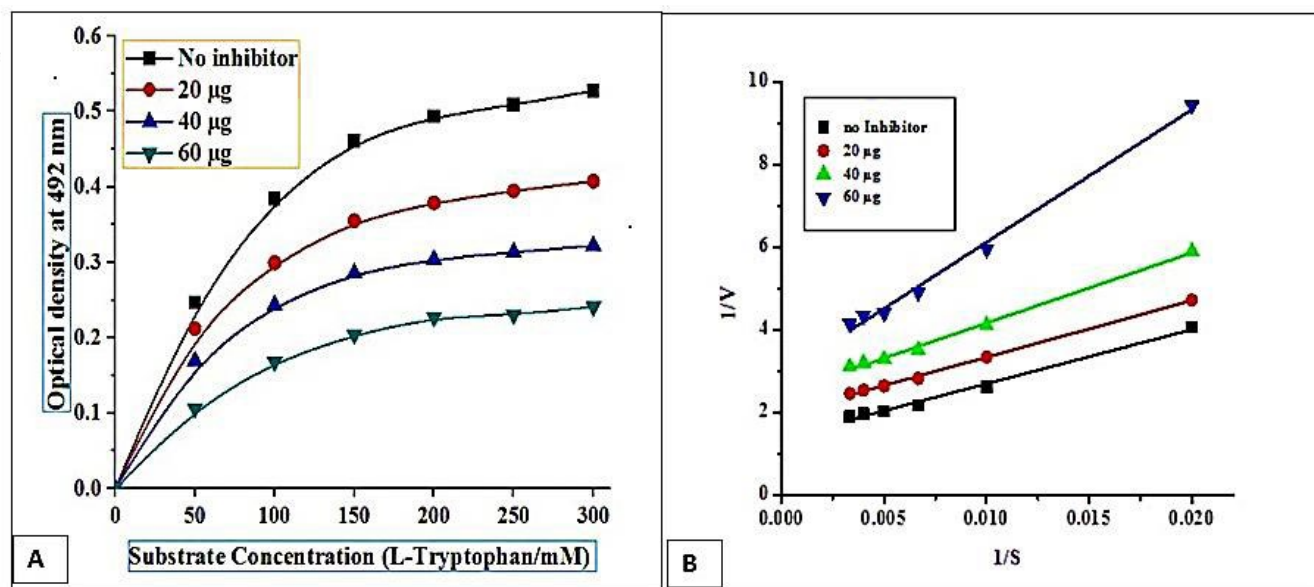 0.6
0.5
0.4
0.3
0.2
0.1
0.0
Optical density at 492 nm
No inhibitor
20 µg
40 µg
60 µg
0 50 100 150 200 250 300
Substrate Concentration (L-Tryptophan/mM)
A
10
8
6
4
2
0
1/V
no Inhibitor
20 µg
40 µg
60 µg
0.000 0.005 0.010 0.015 0.020
1/S
B